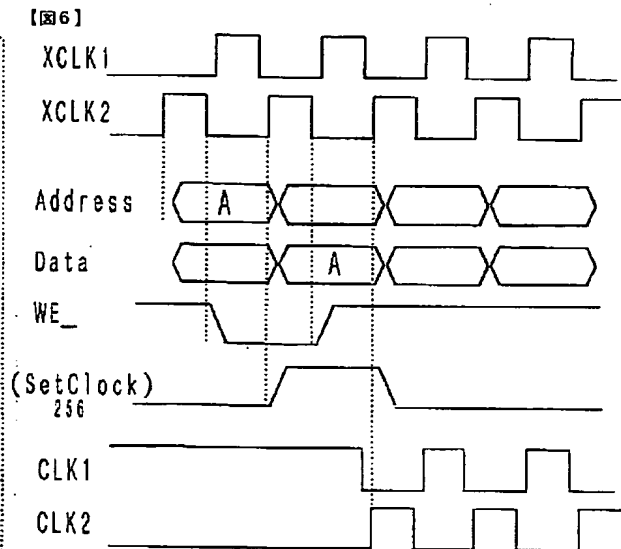 【図6】
XCLK1
XCLK2
Address A
Data A
WE_
(SetClock)
256
CLK1
CLK2